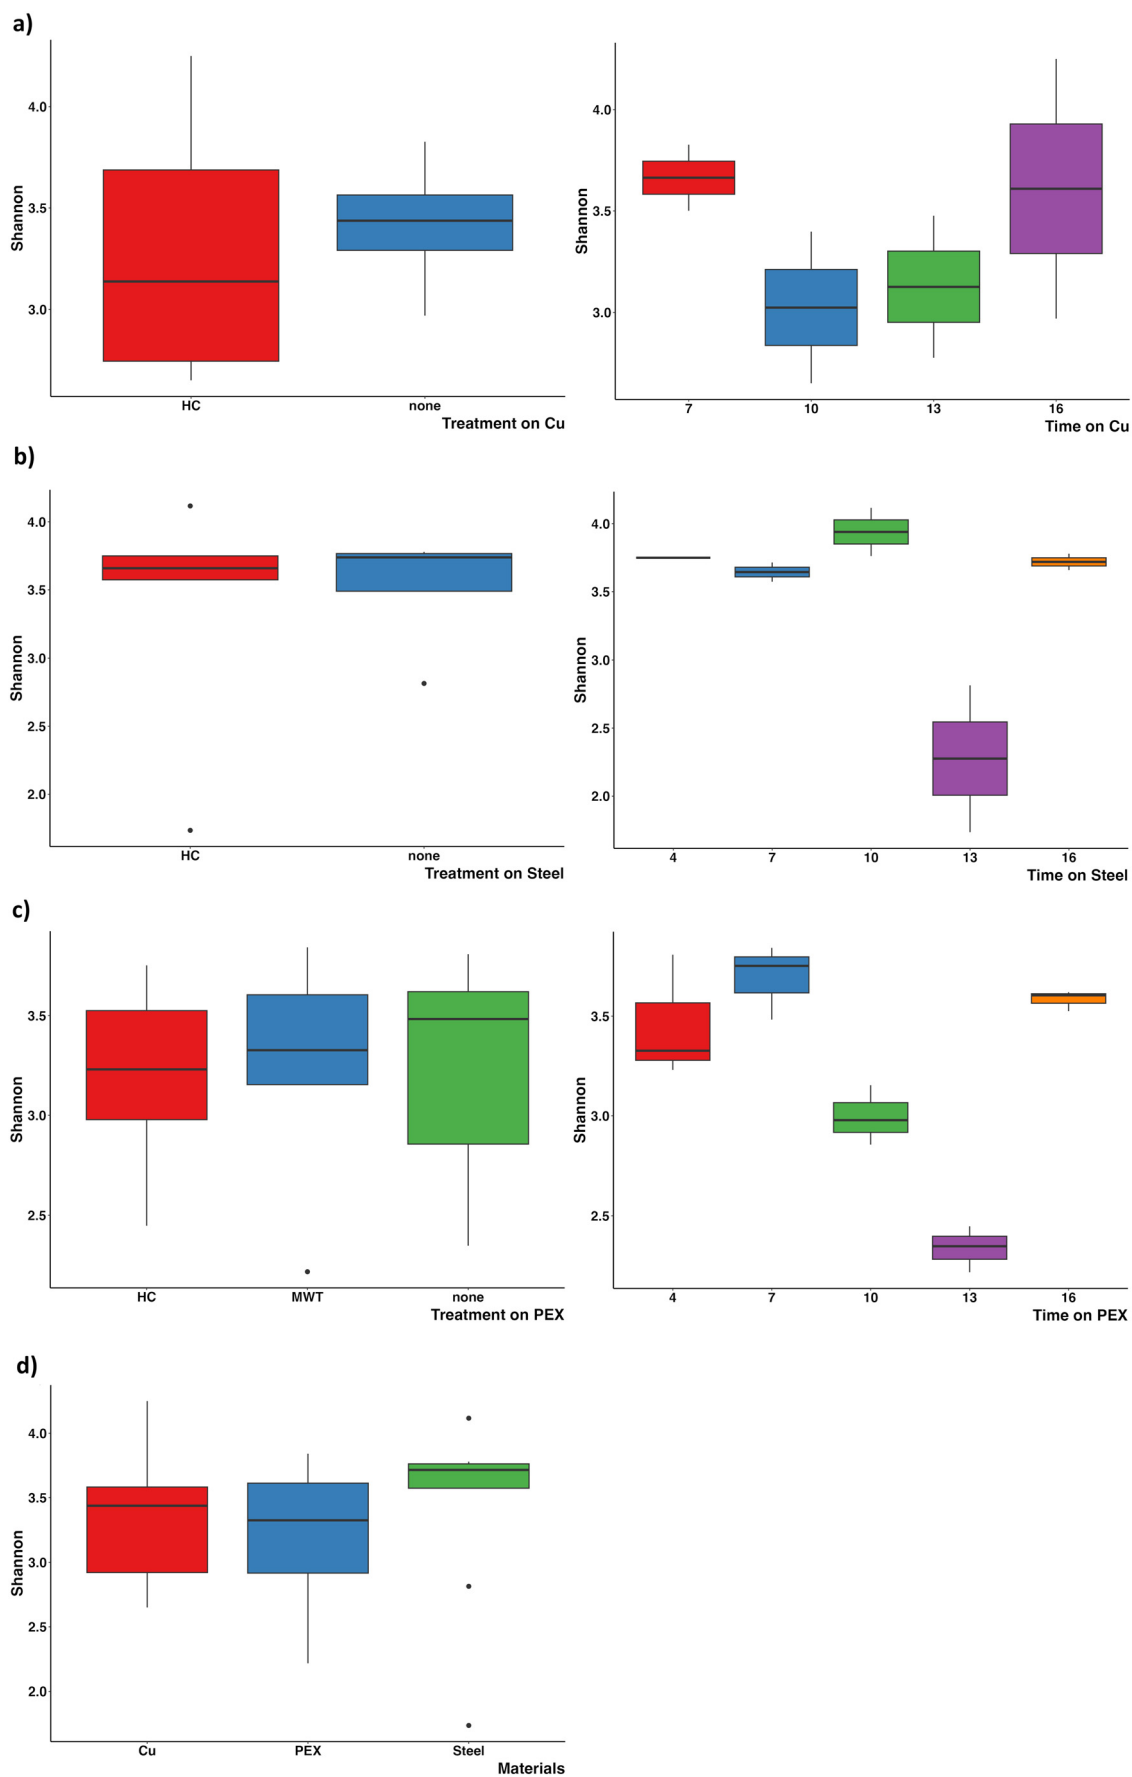 a)
4.0
3.5
3.0
Shannon
HC none
Treatment on Cu
4.0
3.5
3.0
Shannon
7 10 13 16
Time on Cu
b)
4.0
3.5
3.0
2.5
2.0
Shannon
HC none
Treatment on Steel
4.0
3.5
3.0
2.5
2.0
Shannon
4 7 10 13 16
Time on Steel
c)
3.5
3.0
2.5
Shannon
HC MWT none
Treatment on PEX
3.5
3.0
2.5
Shannon
4 7 10 13 16
Time on PEX
d)
4.0
3.5
3.0
2.5
2.0
Shannon
Cu PEX Steel
Materials